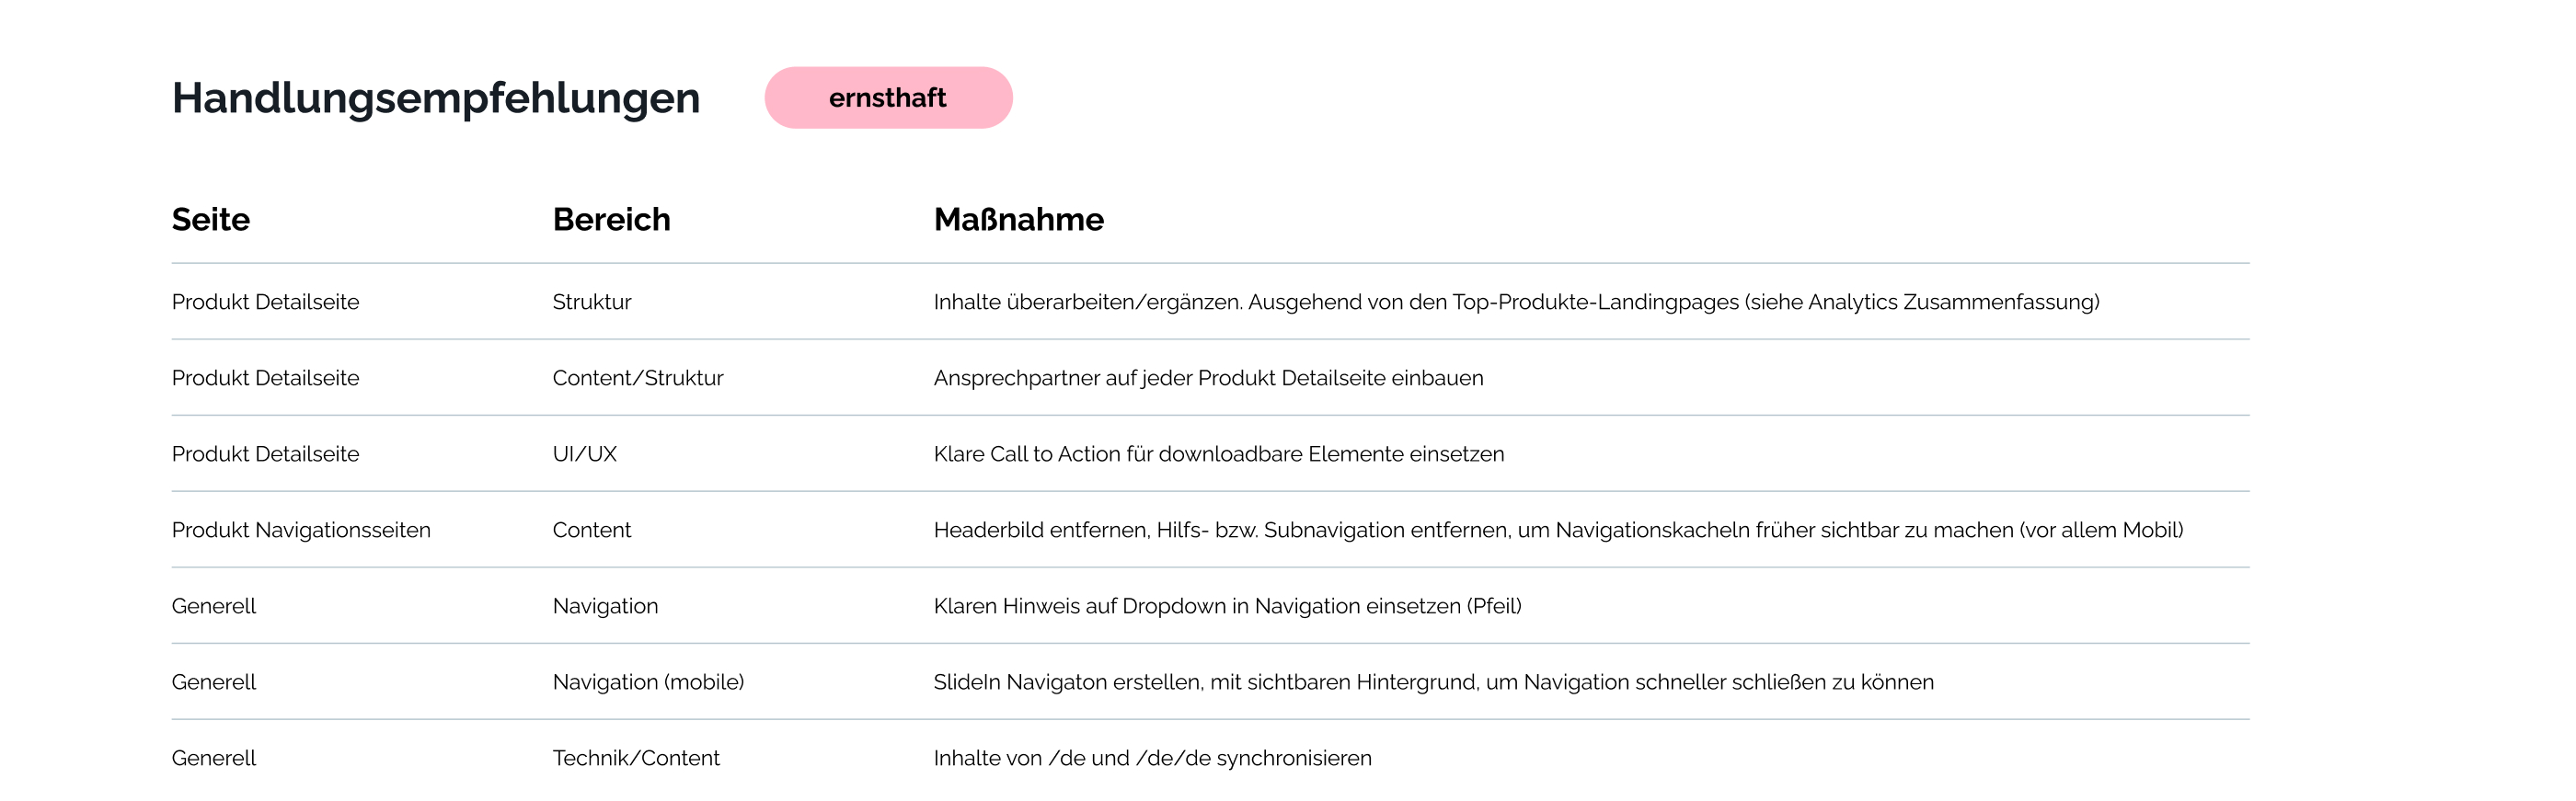 Handlungsempfehlungen ernsthaft
Seite Bereich Maßnahme
Produkt Detailseite Struktur Inhalte überarbeiten/ergänzen. Ausgehend von den Top-Produkte-Landingpages (siehe Analytics Zusammenfassung)
Produkt Detailseite Content/Struktur Ansprechpartner auf jeder Produkt Detailseite einbauen
Produkt Detailseite UI/UX Klare Call to Action für downloadbare Elemente einsetzen
Produkt Navigationsseiten Content Headerbild entfernen, Hilfs- bzw. Subnavigation entfernen, um Navigationskacheln früher sichtbar zu machen (vor allem Mobil)
Generell Navigation Klaren Hinweis auf Dropdown in Navigation einsetzen (Pfeil)
Generell Navigation (mobile) SlideIn Navigaton erstellen, mit sichtbaren Hintergrund, um Navigation schneller schließen zu können
Generell Technik/Content Inhalte von /de und /de/de synchronisieren